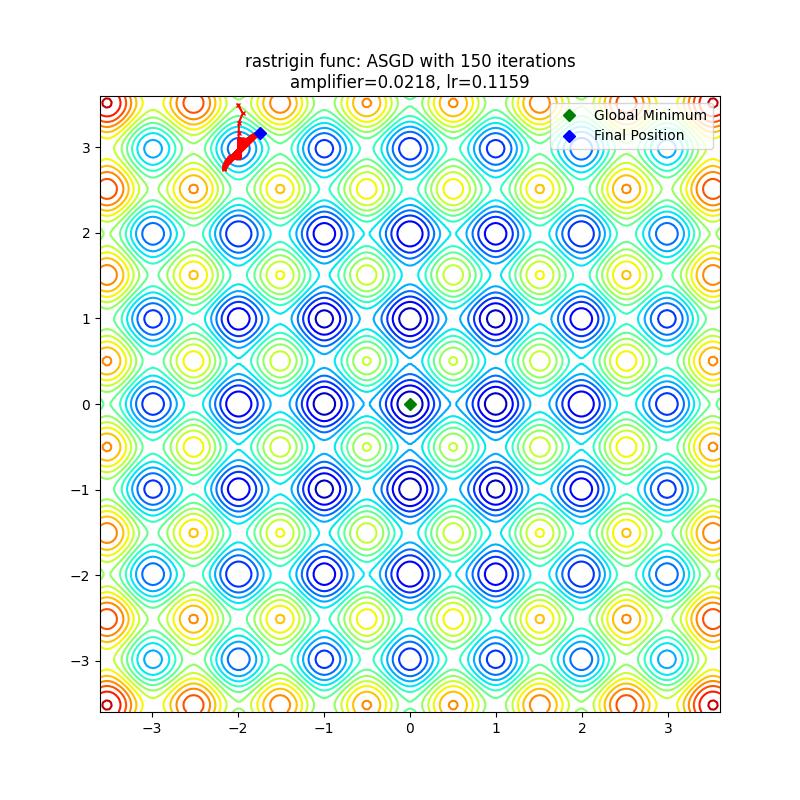 rastrigin func: ASGD with 150 iterations
amplifier=0.0218, lr=0.1159
Global Minimum
Final Position
3
2
1
0
−1
−2
−3
−3 −2 −1 0 1 2 3